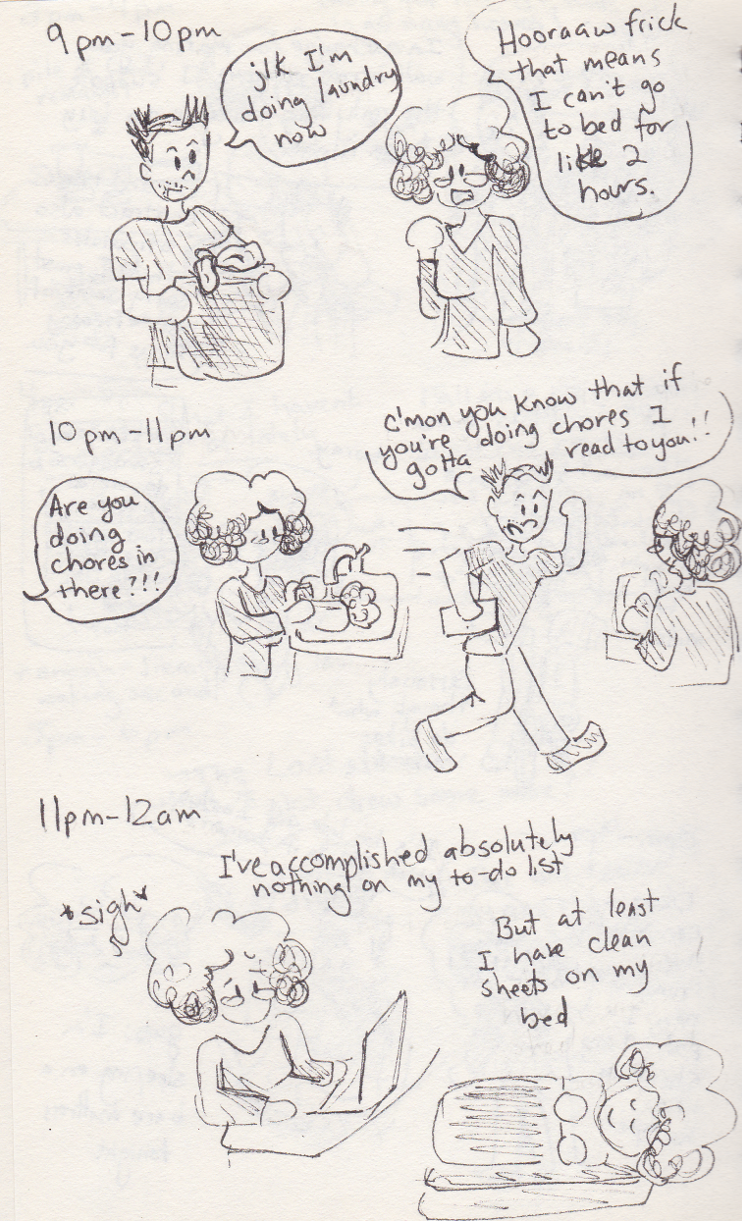 9pm-10pm
j/k I'm
doing laundry
now
Hooraaw frick
that means
I can't go
to bed for
like 2
hours.
10pm-11pm
Are you
doing
chores in
there?!!!
c'mon you know that if
you're doing chores I
gotta read to you!!
11pm-12am
*sigh*
I've accomplished absolutely
nothing on my to-do list
But at least
I have clean
sheets on my
bed